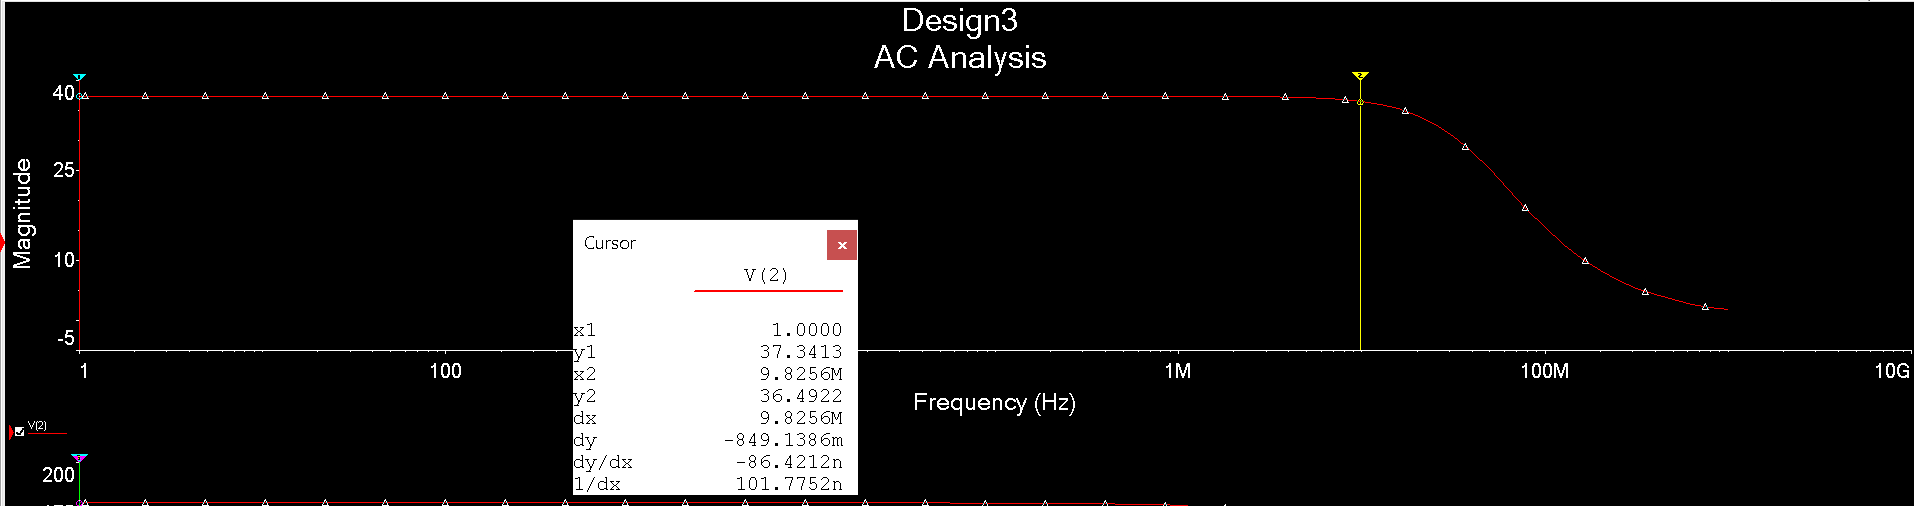 Design3
AC Analysis
40
25
10
-5
Magnitude
1
100
1M
100M
10G
Frequency (Hz)
Cursor
V(2)
x1 1.0000
y1 37.3413
x2 9.8256M
y2 36.4922
dx 9.8256M
dy -849.1386m
dy/dx -86.4212n
1/dx 101.7752n
V(2)
200